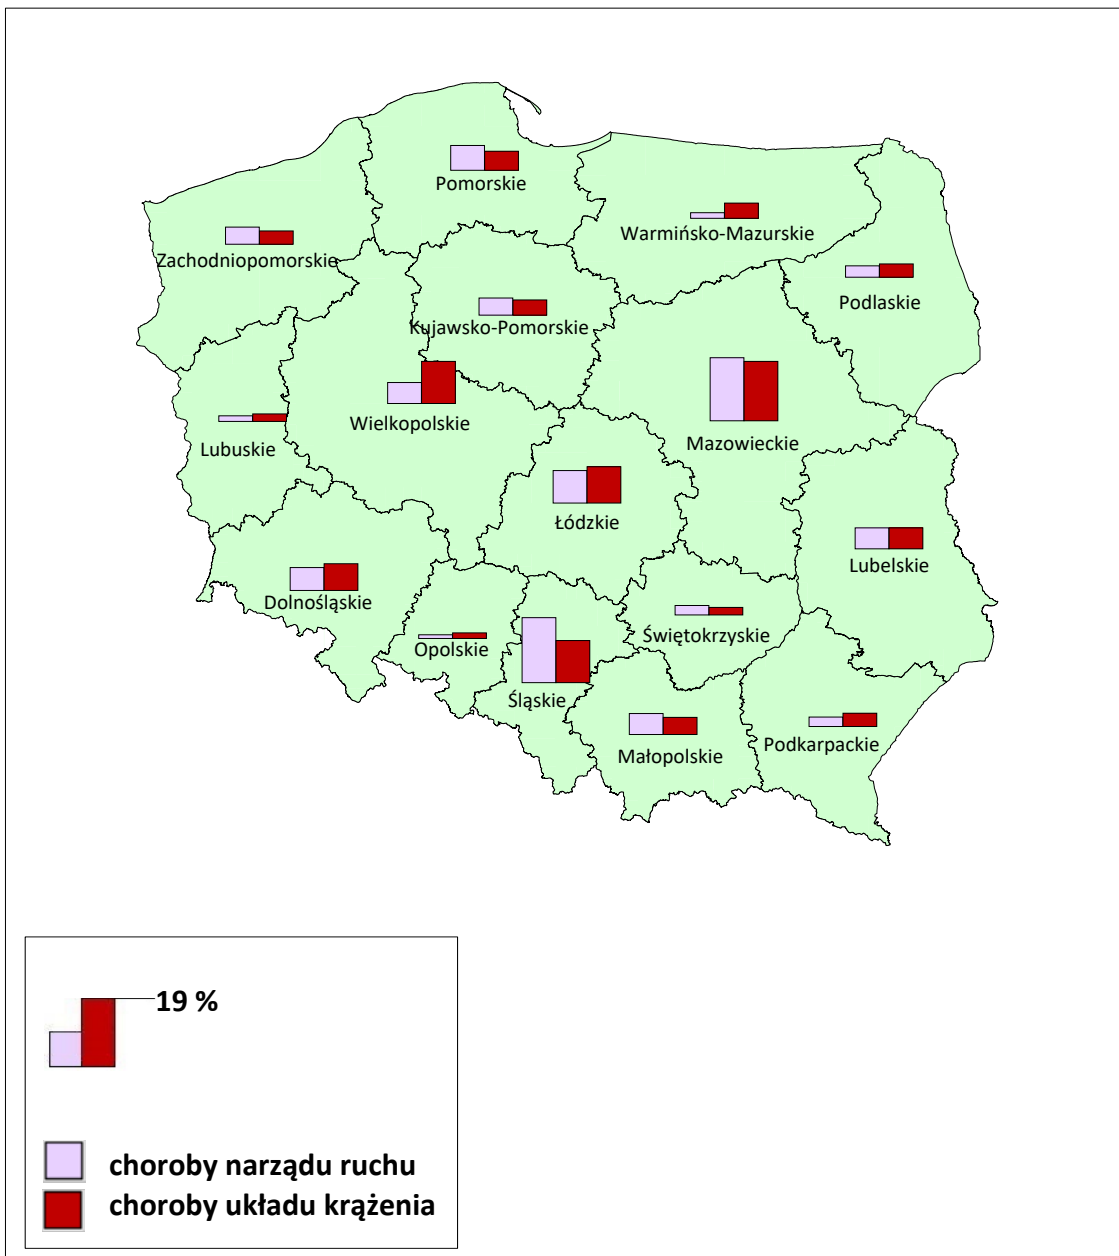 Pomorskie
Warmińsko-Mazurskie
Zachodniopomorskie
Podlaskie
Kujawsko-Pomorskie
Wielkopolskie
Mazowieckie
Lubuskie
Łódzkie
Lubelskie
Dolnośląskie
Świętokrzyskie
Opolskie
Śląskie
Podkarpackie
Małopolskie
19 %
choroby narządu ruchu
choroby układu krążenia